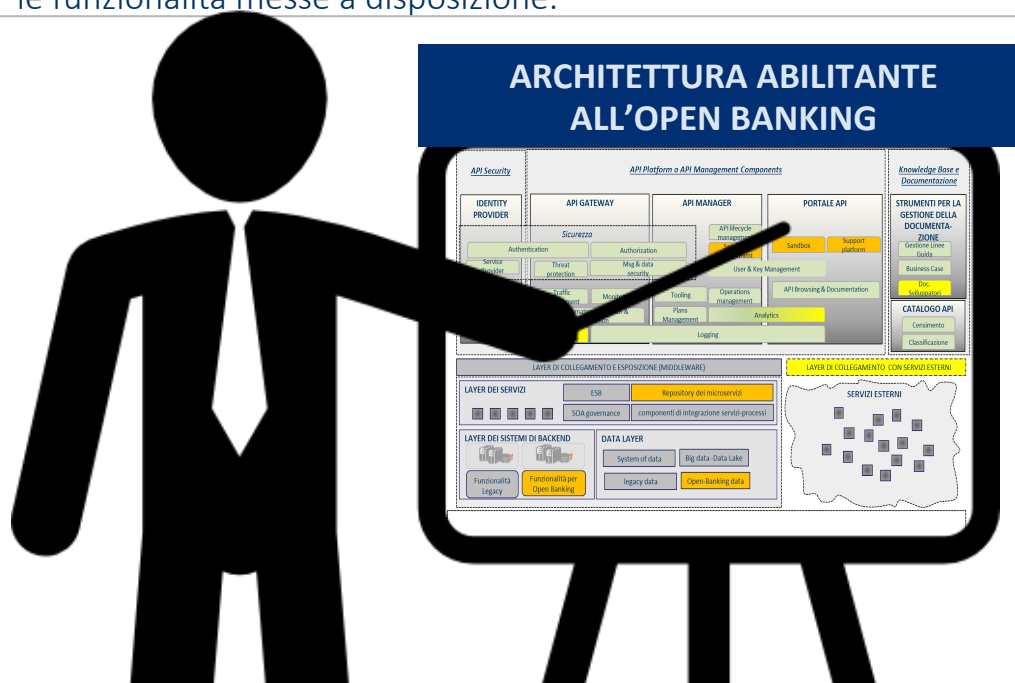 le funzionalità messe a disposizione.
ARCHITETTURA ABILITANTE
ALL'OPEN BANKING
API Security
API Platform o API Management Components
Knowledge Base e
Documentazione
IDENTITY
PROVIDER
API GATEWAY
API MANAGER
PORTALE API
STRUMENTI PER LA
GESTIONE DELLA
DOCUMENTA-
ZIONE
Sicurezza
API lifecycle
management
Authentication
Authorization
Sandbox
Support
platform
Gestione Linee
Guida
Service
Provider
Threat
protection
Msg & data
security
User & Key Management
Business Case
Traffic
Tooling
Operations
management
API Browsing & Documentation
Doc.
Sviluppatori
Plans
Management
Analytics
CATALOGO API
Logging
Censimento
Classificazione
LAYER DI COLLEGAMENTO E ESPOSIZIONE (MIDDLEWARE)
LAYER DI COLLEGAMENTO CON SERVIZI ESTERNI
LAYER DEI SERVIZI
ESB
Repository dei microservizi
SOA governance
componenti di integrazione servizi-processi
SERVIZI ESTERNI
LAYER DEI SISTEMI DI BACKEND
DATA LAYER
System of data
Big data -Data Lake
Funzionalità
Legacy
Funzionalità per
Open Banking
legacy data
Open-Banking data